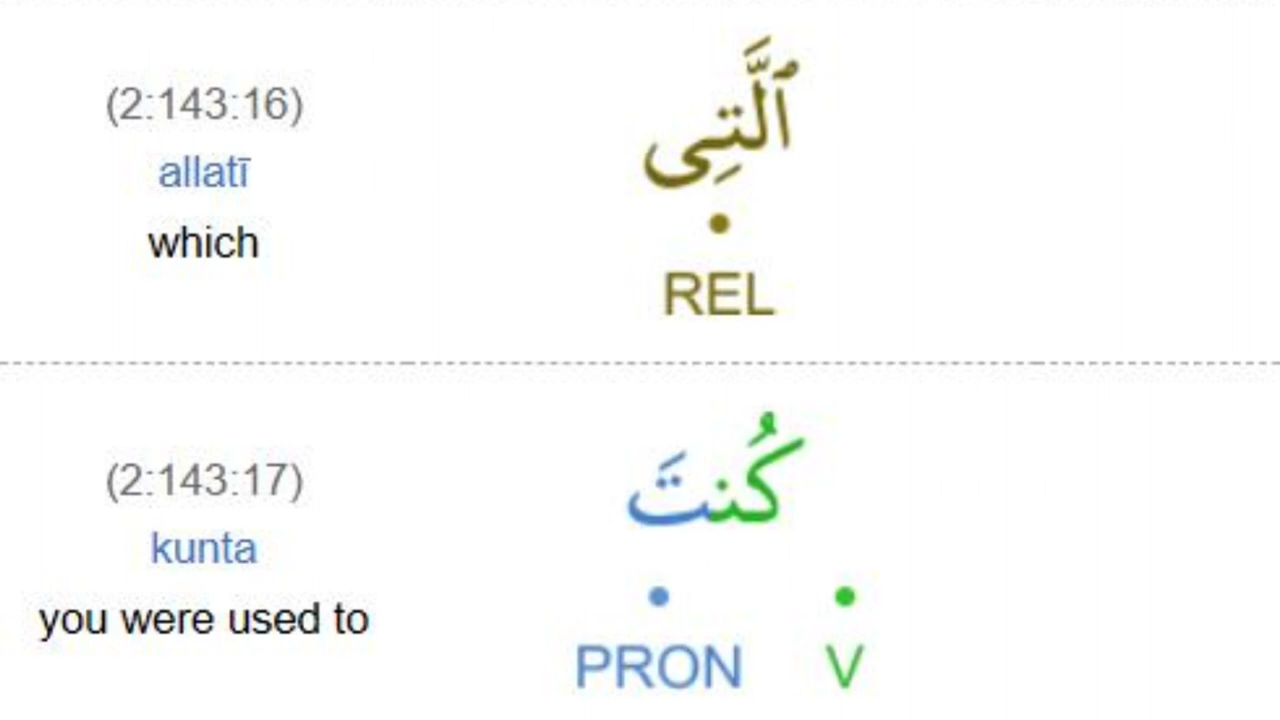 (2:143:16)
allatī
which
ٱلَّتِى
REL
(2:143:17)
kunta
you were used to
كُنتَ
PRON V